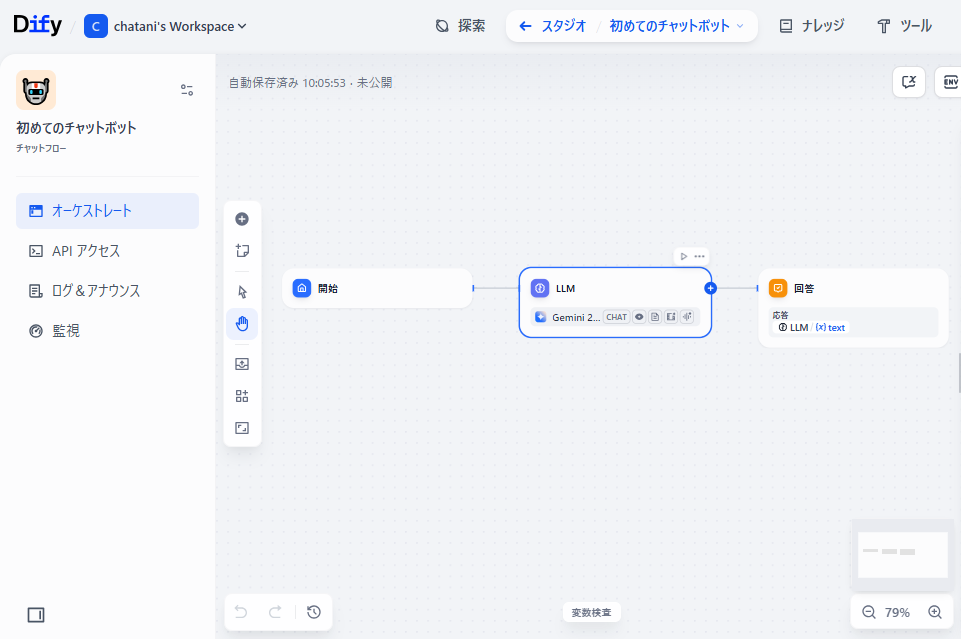 Dify / C chatani's Workspace
探索
スタジオ / 初めてのチャットボット
ナレッジ
ツール
初めてのチャットボット
チャットフロー
オーケストレート
API アクセス
ログ＆アナウンス
監視
自動保存済み 10:05:53 · 未公開
ENV
開始
LLM
Gemini 2... CHAT
回答
応答
LLM / (x) text
変数検査
79%